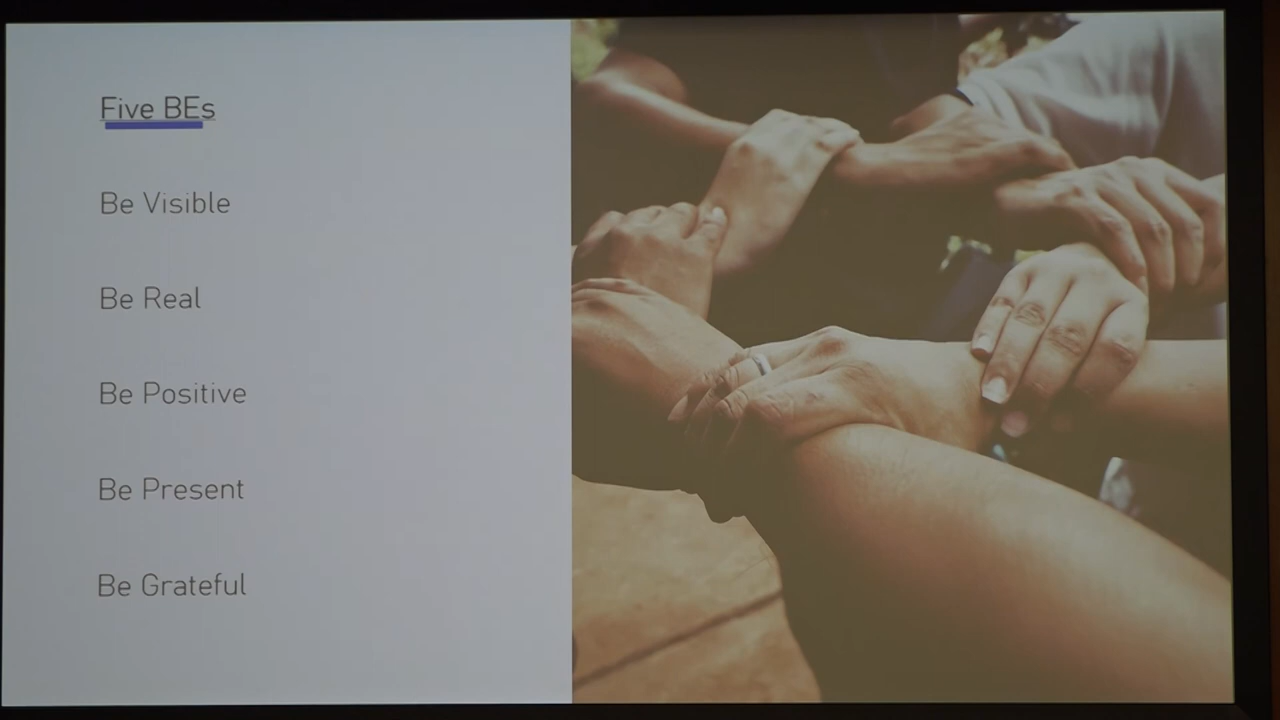 Five BEs
Be Visible
Be Real
Be Positive
Be Present
Be Grateful